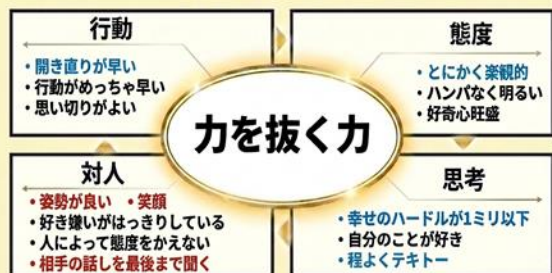 行動
・開き直りが早い
・行動がめっちゃ早い
・思い切りがよい
態度
・とにかく楽観的
・ハンパなく明るい
・好奇心旺盛
力を抜く力
対人
・姿勢が良い ・笑顔
・好き嫌いがはっきりしている
・人によって態度をかえない
・相手の話しを最後まで聞く
思考
・幸せのハードルが1ミリ以下
・自分のことが好き
・程よくテキトー